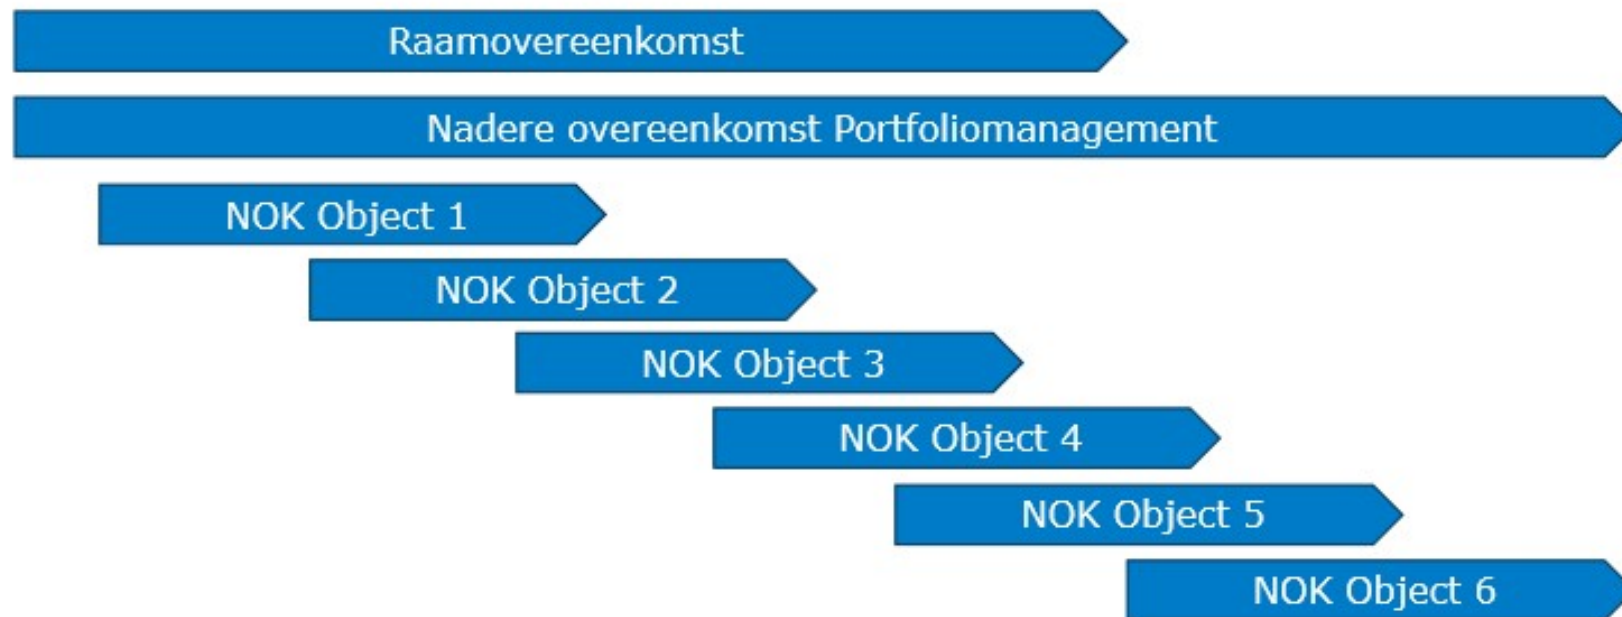 Raamovereenkomst
Nadere overeenkomst Portfoliomanagement
NOK Object 1
NOK Object 2
NOK Object 3
NOK Object 4
NOK Object 5
NOK Object 6